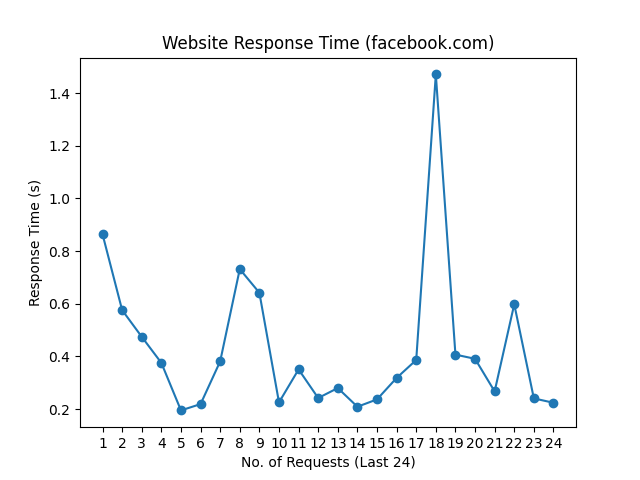 Website Response Time (facebook.com)
1.4
1.2
1.0
0.8
0.6
0.4
0.2
Response Time (s)
1 2 3 4 5 6 7 8 9 10 11 12 13 14 15 16 17 18 19 20 21 22 23 24
No. of Requests (Last 24)